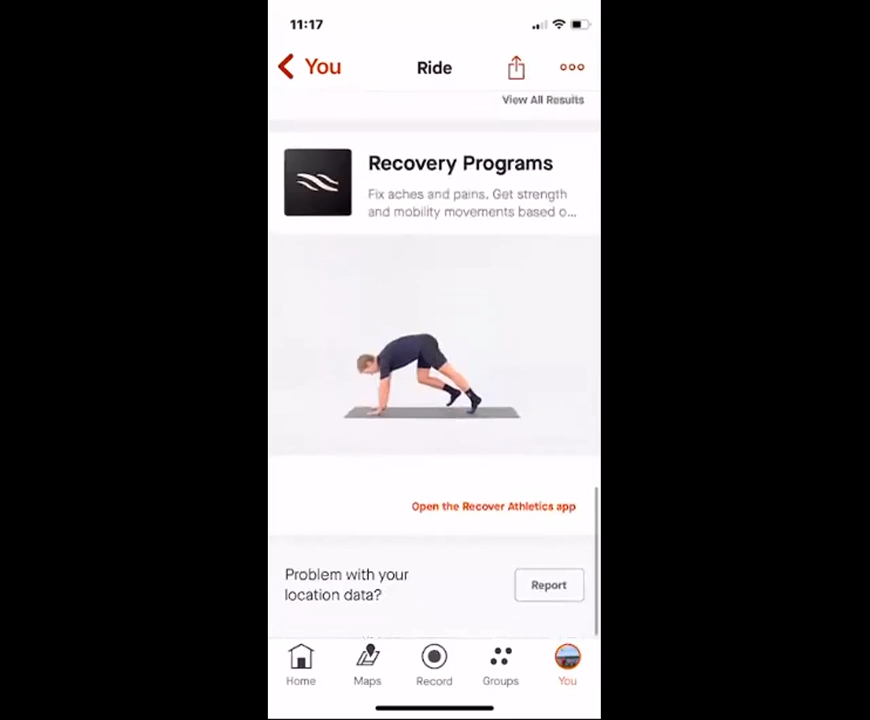 11:17
You
Ride
View All Results
Recovery Programs
Fix aches and pains. Get strength
and mobility movements based o...
Open the Recover Athletics app
Problem with your
location data?
Report
Home
Maps
Record
Groups
You